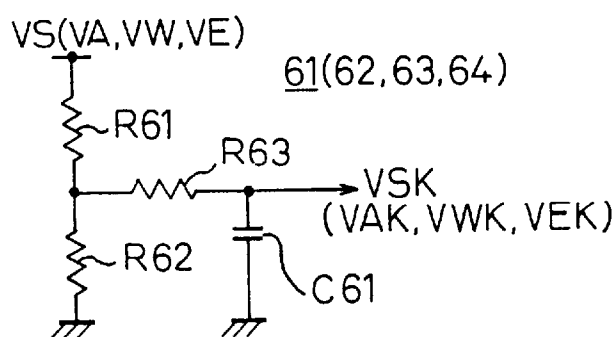 VS(VA,VW,VE)
61(62,63,64)
R61
R63
VSK
(VAK,VWK,VEK)
R62
C61